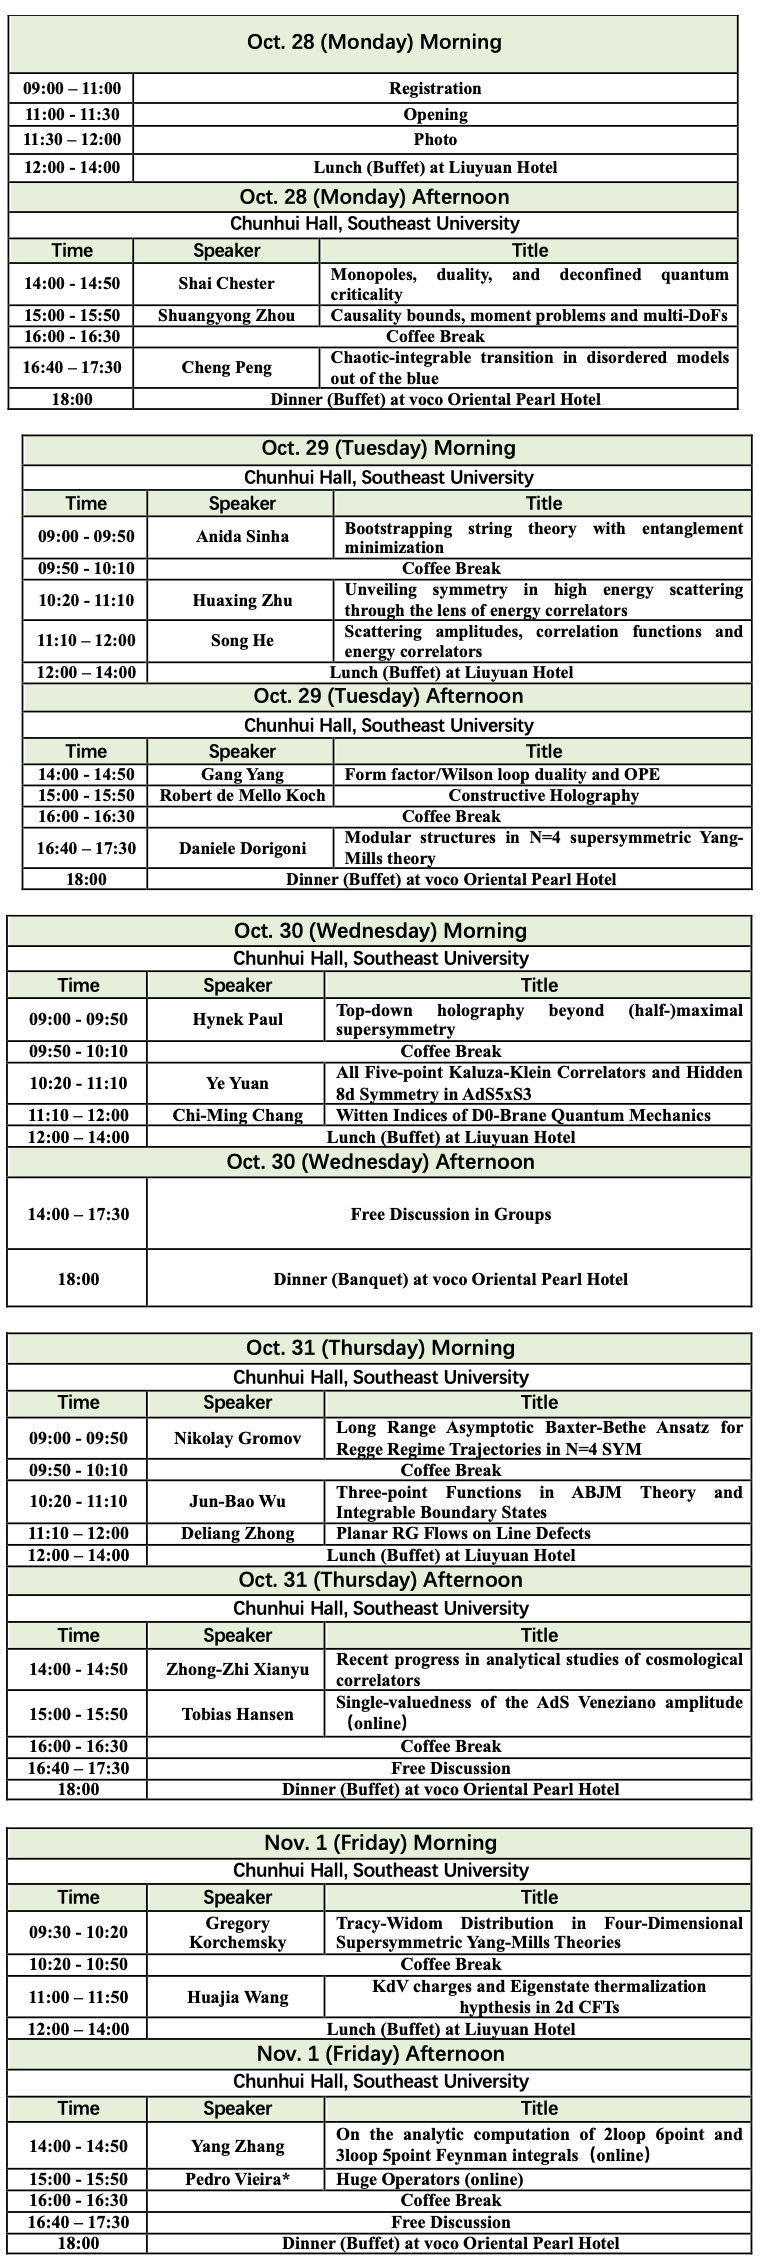 Oct. 28 (Monday) Morning
09:00 – 11:00 Registration
11:00 - 11:30 Opening
11:30 – 12:00 Photo
12:00 - 14:00 Lunch (Buffet) at Liuyuan Hotel
Oct. 28 (Monday) Afternoon
Chunhui Hall, Southeast University
Time Speaker Title
14:00 - 14:50 Shai Chester Monopoles, duality, and deconfined quantum
criticality
15:00 - 15:50 Shuangyong Zhou Causality bounds, moment problems and multi-DoFs
16:00 - 16:30 Coffee Break
16:40 – 17:30 Cheng Peng Chaotic-integrable transition in disordered models
out of the blue
18:00 Dinner (Buffet) at voco Oriental Pearl Hotel
Oct. 29 (Tuesday) Morning
Chunhui Hall, Southeast University
Time Speaker Title
09:00 - 09:50 Anida Sinha Bootstrapping string theory with entanglement
minimization
09:50 - 10:10 Coffee Break
10:20 - 11:10 Huaxing Zhu Unveiling symmetry in high energy scattering
through the lens of energy correlators
11:10 – 12:00 Song He Scattering amplitudes, correlation functions and
energy correlators
12:00 – 14:00 Lunch (Buffet) at Liuyuan Hotel
Oct. 29 (Tuesday) Afternoon
Chunhui Hall, Southeast University
Time Speaker Title
14:00 - 14:50 Gang Yang Form factor/Wilson loop duality and OPE
15:00 - 15:50 Robert de Mello Koch Constructive Holography
16:00 - 16:30 Coffee Break
16:40 – 17:30 Daniele Dorigoni Modular structures in N=4 supersymmetric Yang-
Mills theory
18:00 Dinner (Buffet) at voco Oriental Pearl Hotel
Oct. 30 (Wednesday) Morning
Chunhui Hall, Southeast University
Time Speaker Title
09:00 - 09:50 Hynek Paul Top-down holography beyond (half-)maximal
supersymmetry
09:50 - 10:10 Coffee Break
10:20 - 11:10 Ye Yuan All Five-point Kaluza-Klein Correlators and Hidden
8d Symmetry in AdS5xS3
11:10 – 12:00 Chi-Ming Chang Witten Indices of D0-Brane Quantum Mechanics
12:00 – 14:00 Lunch (Buffet) at Liuyuan Hotel
Oct. 30 (Wednesday) Afternoon
14:00 – 17:30 Free Discussion in Groups
18:00 Dinner (Banquet) at voco Oriental Pearl Hotel
Oct. 31 (Thursday) Morning
Chunhui Hall, Southeast University
Time Speaker Title
09:00 - 09:50 Nikolay Gromov Long Range Asymptotic Baxter-Bethe Ansatz for
Regge Regime Trajectories in N=4 SYM
09:50 - 10:10 Coffee Break
10:20 - 11:10 Jun-Bao Wu Three-point Functions in ABJM Theory and
Integrable Boundary States
11:10 – 12:00 Deliang Zhong Planar RG Flows on Line Defects
12:00 – 14:00 Lunch (Buffet) at Liuyuan Hotel
Oct. 31 (Thursday) Afternoon
Chunhui Hall, Southeast University
Time Speaker Title
14:00 - 14:50 Zhong-Zhi Xianyu Recent progress in analytical studies of cosmological
correlators
15:00 - 15:50 Tobias Hansen Single-valuedness of the AdS Veneziano amplitude
（online）
16:00 - 16:30 Coffee Break
16:40 – 17:30 Free Discussion
18:00 Dinner (Buffet) at voco Oriental Pearl Hotel
Nov. 1 (Friday) Morning
Chunhui Hall, Southeast University
Time Speaker Title
09:30 - 10:20 Gregory Korchemsky Tracy-Widom Distribution in Four-Dimensional
Supersymmetric Yang-Mills Theories
10:20 - 10:50 Coffee Break
11:00 - 11:50 Huajia Wang KdV charges and Eigenstate thermalization
hypthesis in 2d CFTs
12:00 – 14:00 Lunch (Buffet) at Liuyuan Hotel
Nov. 1 (Friday) Afternoon
Chunhui Hall, Southeast University
Time Speaker Title
14:00 - 14:50 Yang Zhang On the analytic computation of 2loop 6point and
3loop 5point Feynman integrals（online）
15:00 - 15:50 Pedro Vieira* Huge Operators (online)
16:00 - 16:30 Coffee Break
16:40 – 17:30 Free Discussion
18:00 Dinner (Buffet) at voco Oriental Pearl Hotel